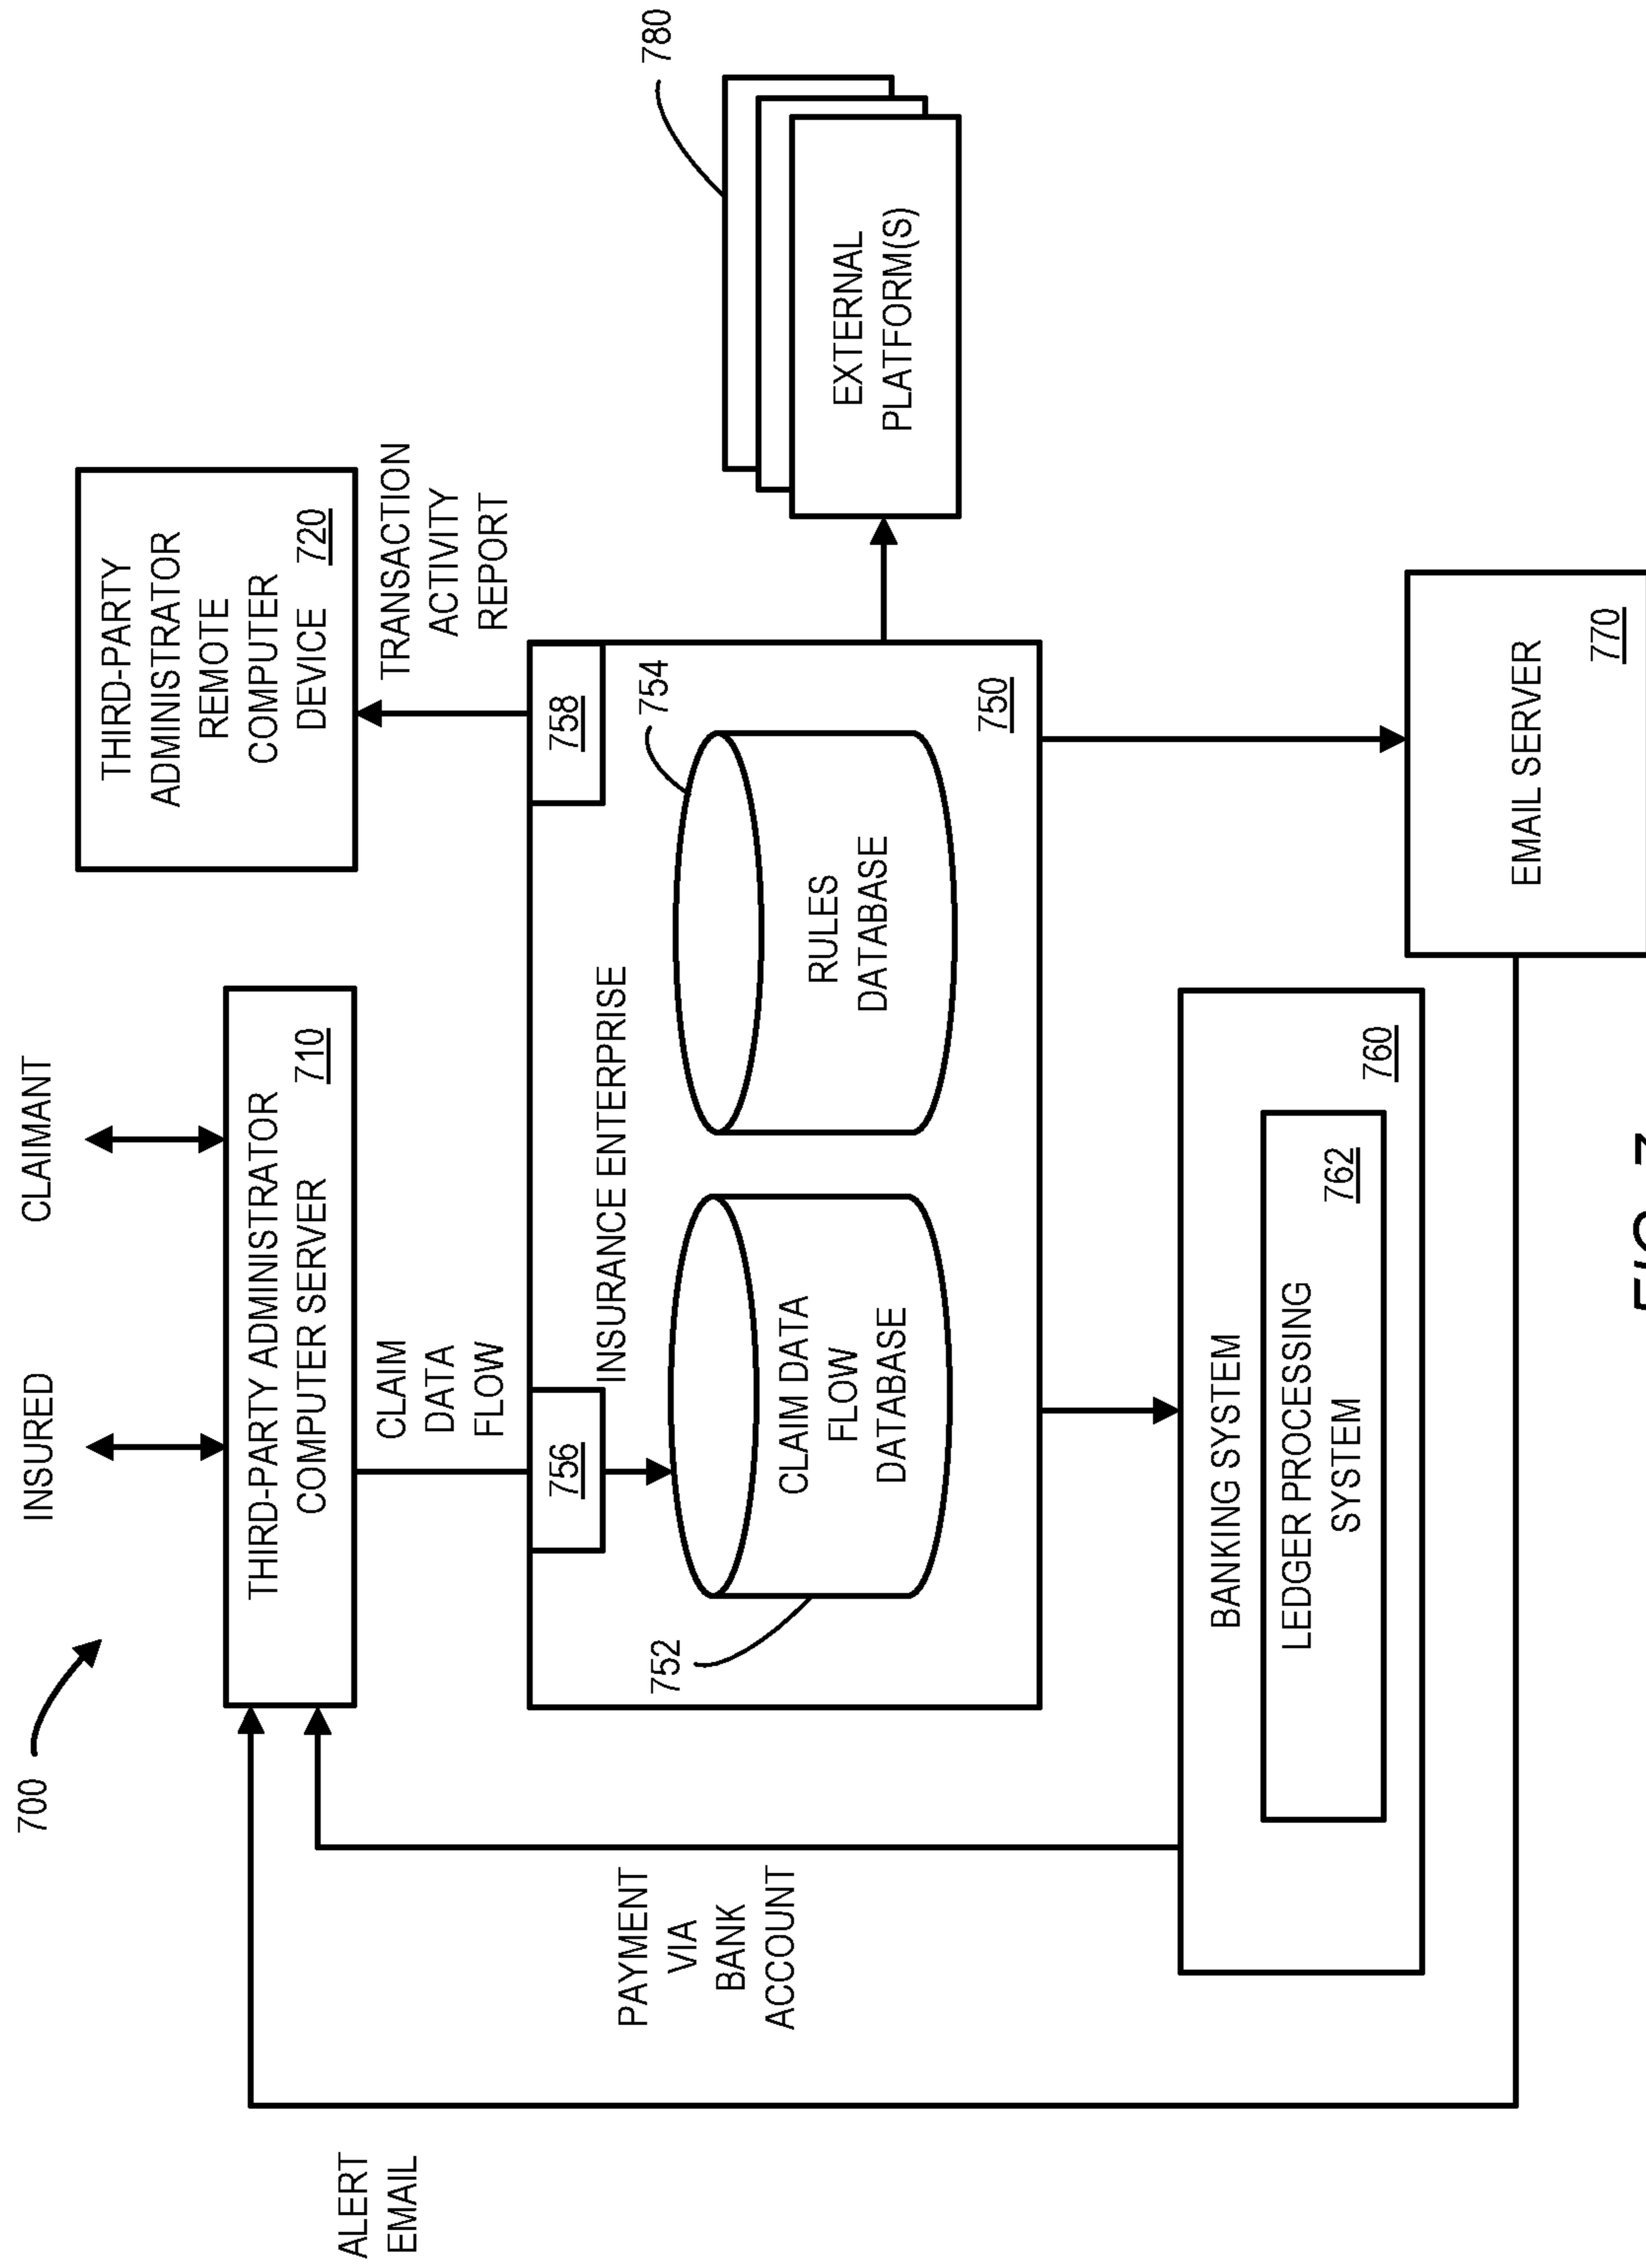 700
INSURED
CLAIMANT
THIRD-PARTY ADMINISTRATOR
COMPUTER SERVER
710
THIRD-PARTY
ADMINISTRATOR
REMOTE
COMPUTER
DEVICE
720
ALERT
EMAIL
PAYMENT
VIA
BANK
ACCOUNT
CLAIM
DATA
FLOW
TRANSACTION
ACTIVITY
REPORT
756
INSURANCE ENTERPRISE
758
752
CLAIM DATA
FLOW
DATABASE
754
RULES
DATABASE
750
780
EXTERNAL
PLATFORM(S)
BANKING SYSTEM
760
LEDGER PROCESSING
SYSTEM
762
EMAIL SERVER
770
FIG. 7